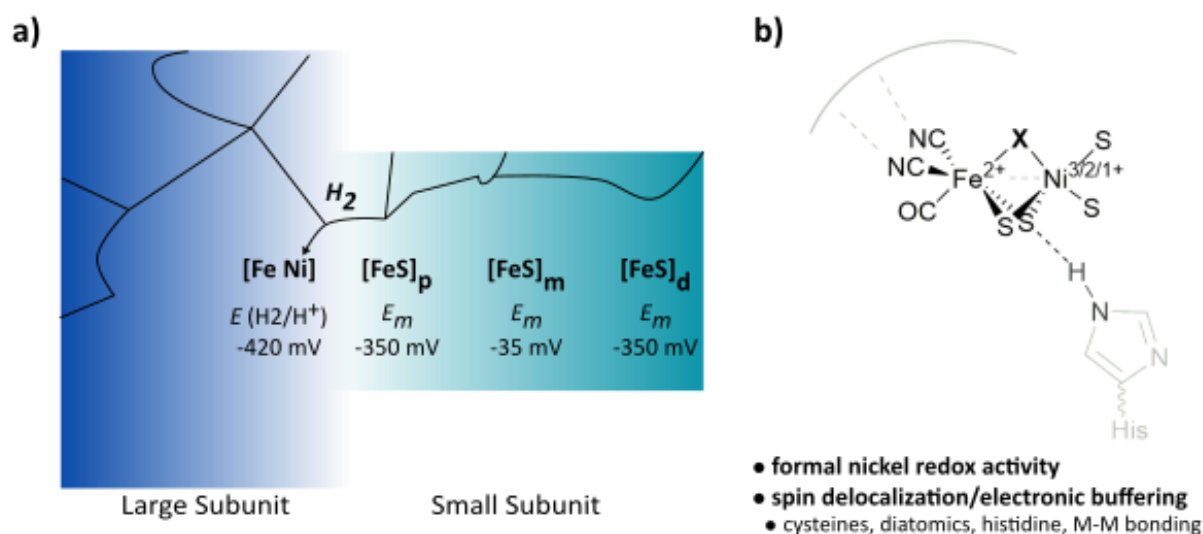 a)
H2
[Fe Ni] [FeS]p [FeS]m [FeS]d
E (H2/H+) Em Em Em
-420 mV -350 mV -35 mV -350 mV
Large Subunit Small Subunit
b)
NC X S
NC Fe2+ Ni3/2/1+
OC S S S
H
N
N
His
● formal nickel redox activity
● spin delocalization/electronic buffering
● cysteines, diatomics, histidine, M-M bonding